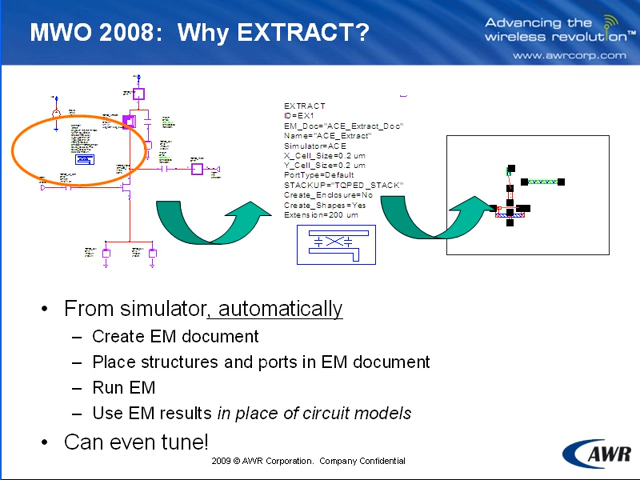 MWO 2008: Why EXTRACT?
Advancing the
wireless revolution™
www.awrcorp.com
EXTRACT
ID=EX1
EM_Doc="ACE_Extract_Doc"
Name="ACE_Extract"
Simulator=ACE
X_Cell_Size=0.2 um
Y_Cell_Size=0.2 um
PortType=Default
STACKUP="TQPED_STACK"
Create_Enclosure=No
Create_Shapes=Yes
Extension=200 um
• From simulator, automatically
– Create EM document
– Place structures and ports in EM document
– Run EM
– Use EM results in place of circuit models
• Can even tune!
2009 © AWR Corporation. Company Confidential
AWR